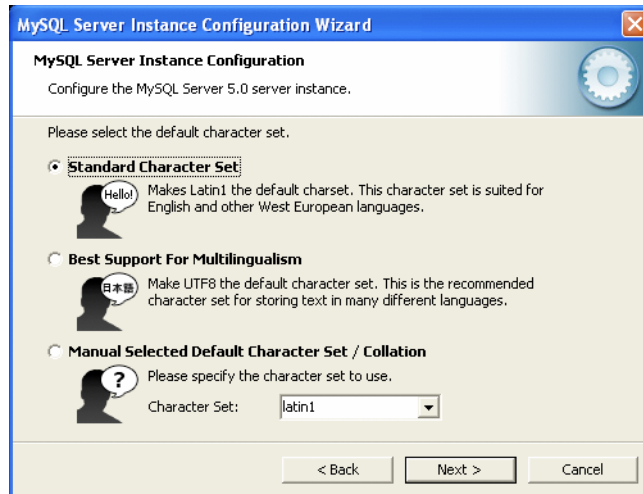 MySQL Server Instance Configuration Wizard
MySQL Server Instance Configuration
Configure the MySQL Server 5.0 server instance.
Please select the default character set.
Standard Character Set
Hello!
Makes Latin1 the default charset. This character set is suited for
English and other West European languages.
Best Support For Multilingualism
日本語
Make UTF8 the default character set. This is the recommended
character set for storing text in many different languages.
Manual Selected Default Character Set / Collation
?
Please specify the character set to use.
Character Set: latin1
< Back Next > Cancel